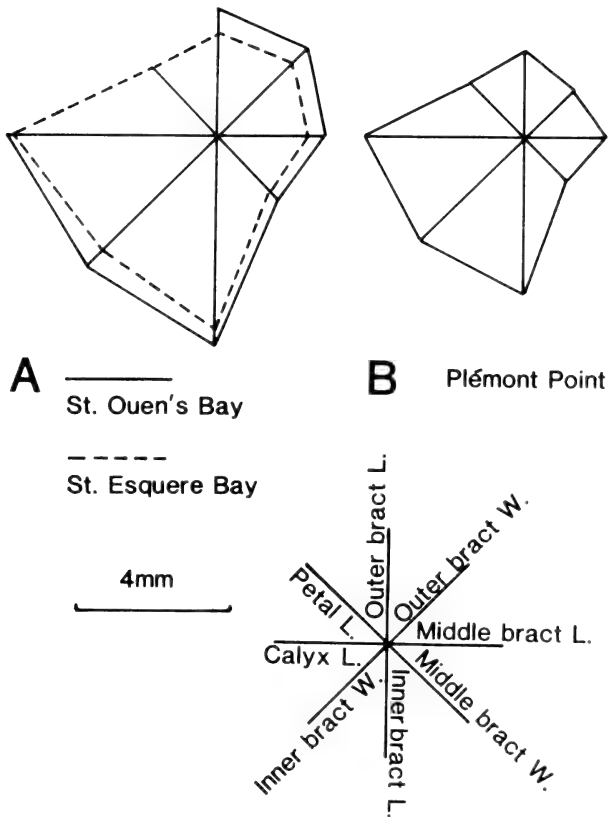 A
St. Ouen's Bay
St. Esquere Bay
4mm
B
Plémont Point
Outer bract L.
Outer bract W.
Middle bract L.
Middle bract W.
Inner bract L.
Inner bract W.
Calyx L.
Petal L.